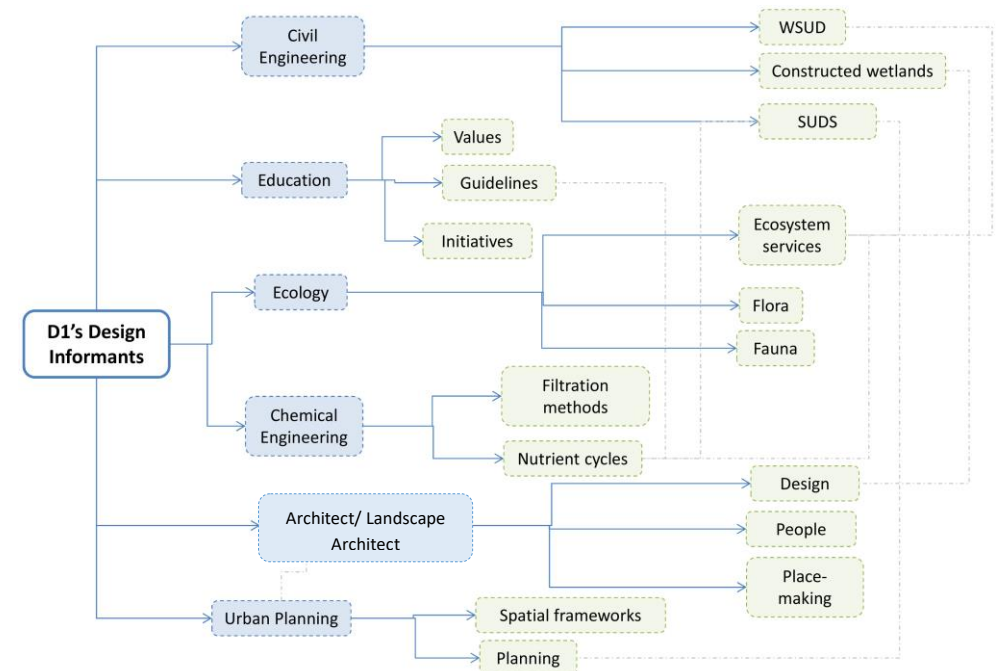 D1's Design
Informants
Civil
Engineering
WSUD
Constructed wetlands
SUDS
Education
Values
Guidelines
Initiatives
Ecology
Ecosystem
services
Flora
Fauna
Chemical
Engineering
Filtration
methods
Nutrient cycles
Architect/ Landscape
Architect
Design
People
Place-
making
Urban Planning
Spatial frameworks
Planning